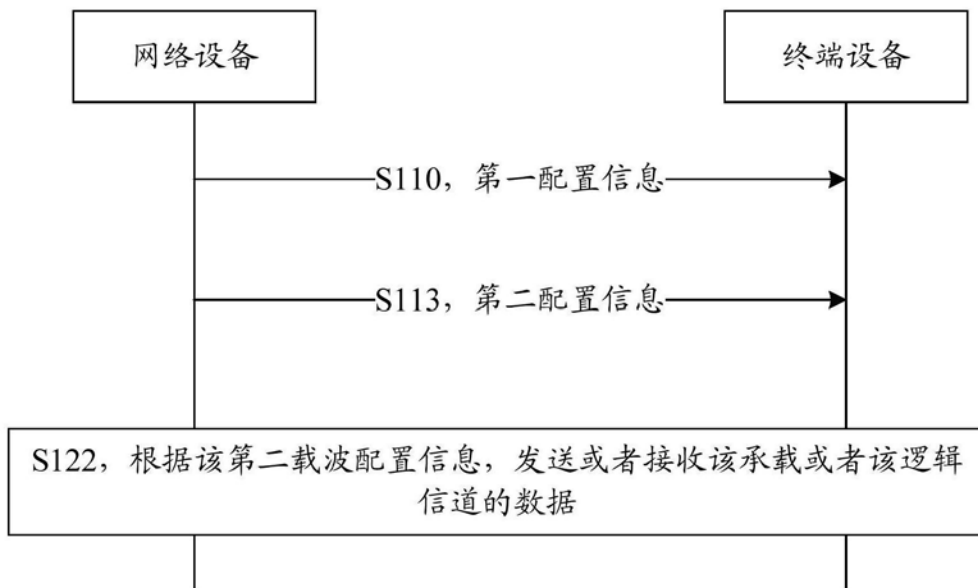 网络设备
终端设备
S110，第一配置信息
S113，第二配置信息
S122，根据该第二载波配置信息，发送或者接收该承载或者该逻辑
信道的数据